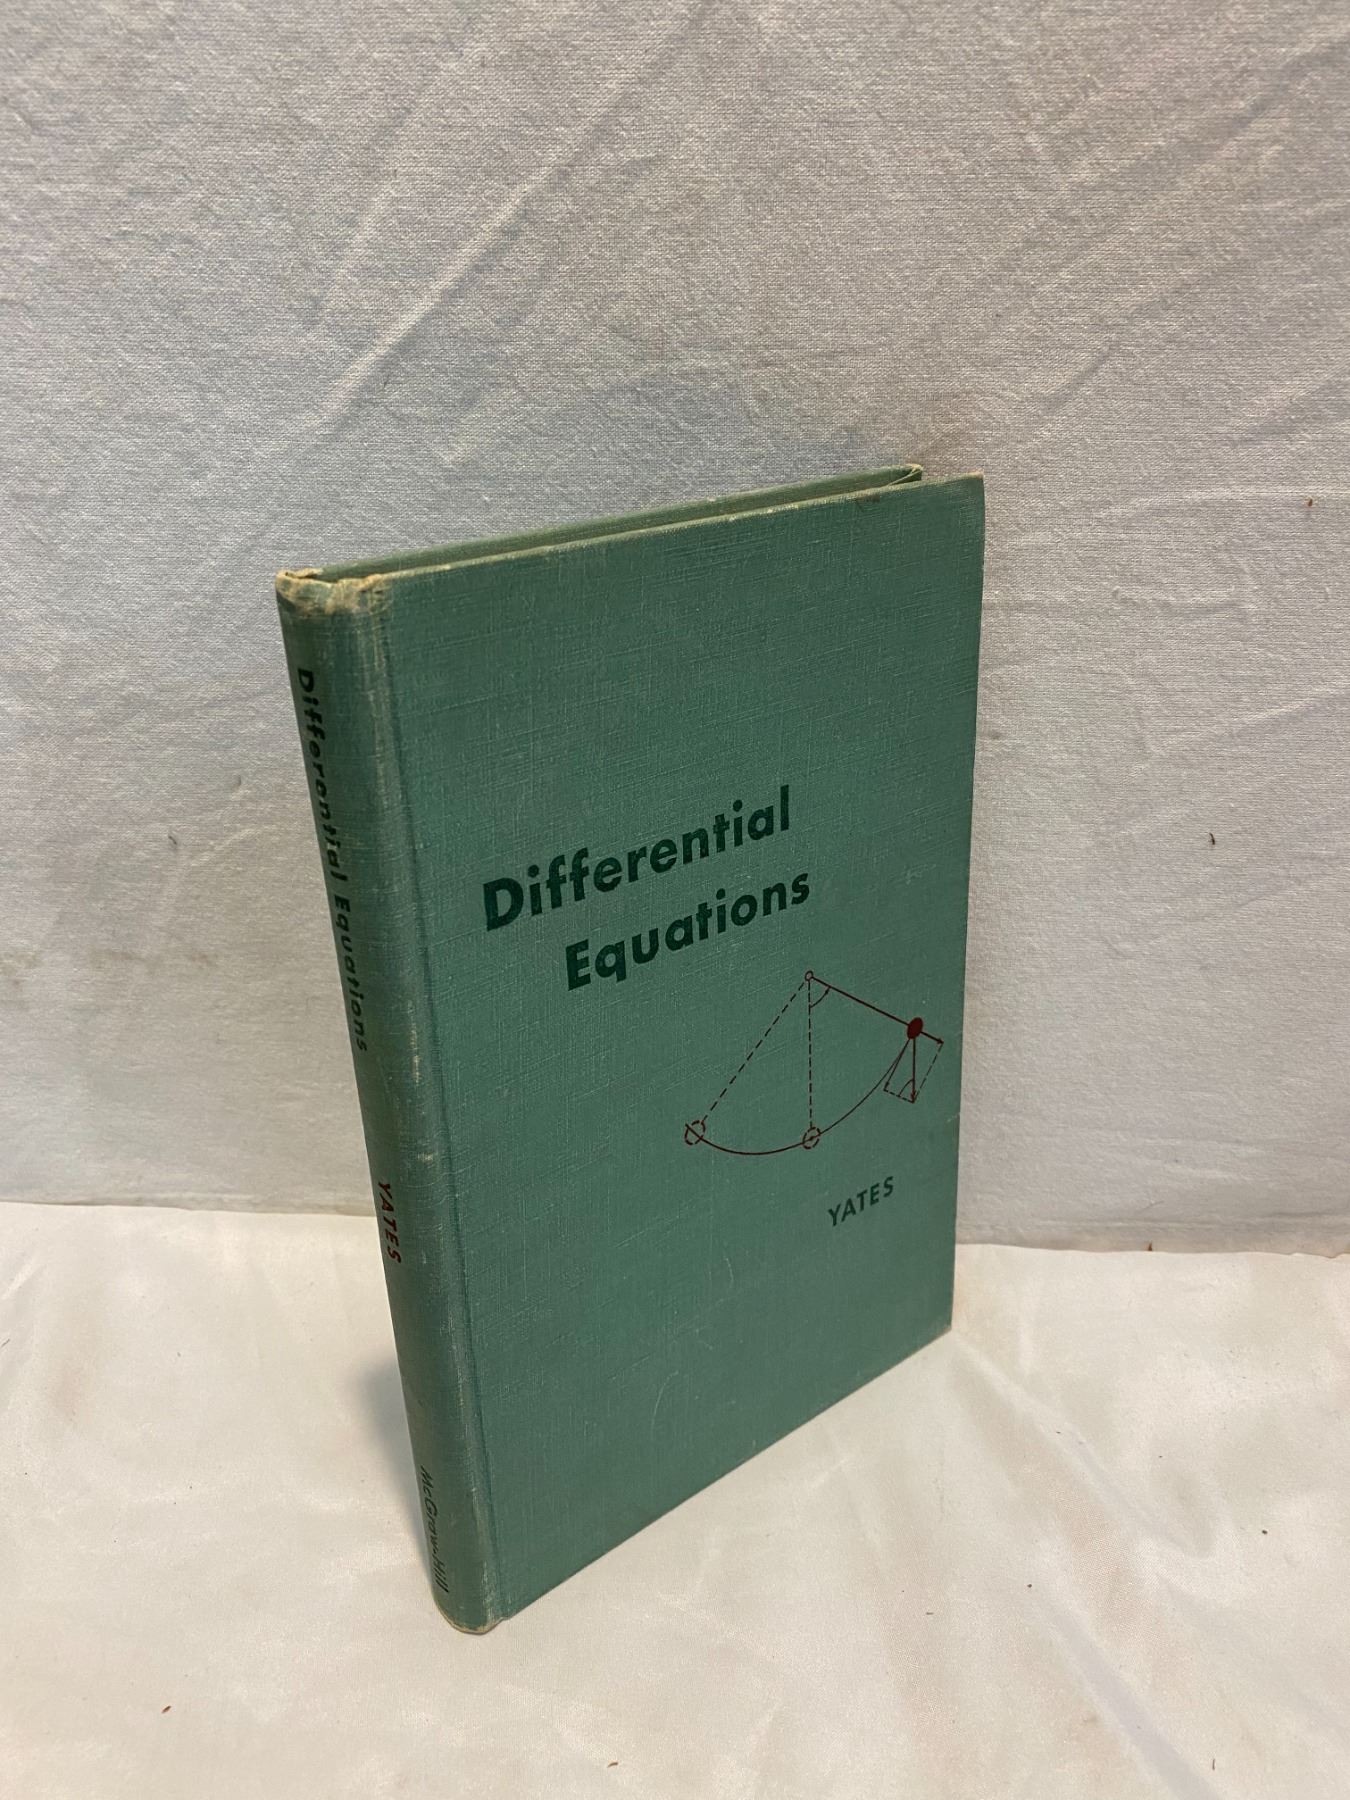 Differential
Equations
YATES
Differential Equations
YATES
McGraw-Hill